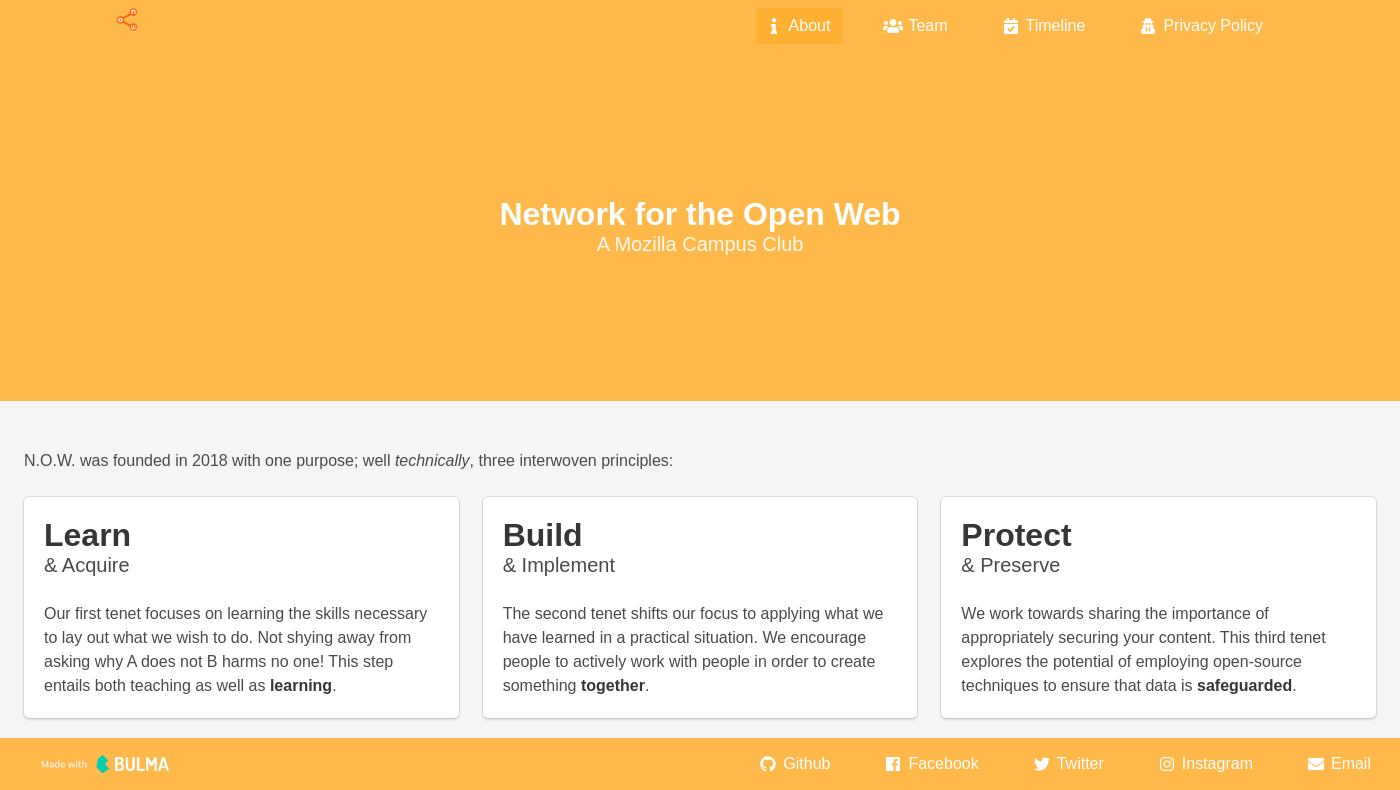 About Team Timeline Privacy Policy
Network for the Open Web
A Mozilla Campus Club
N.O.W. was founded in 2018 with one purpose; well technically, three interwoven principles:
Learn
& Acquire
Our first tenet focuses on learning the skills necessary
to lay out what we wish to do. Not shying away from
asking why A does not B harms no one! This step
entails both teaching as well as learning.
Build
& Implement
The second tenet shifts our focus to applying what we
have learned in a practical situation. We encourage
people to actively work with people in order to create
something together.
Protect
& Preserve
We work towards sharing the importance of
appropriately securing your content. This third tenet
explores the potential of employing open-source
techniques to ensure that data is safeguarded.
Made with BULMA
Github Facebook Twitter Instagram Email